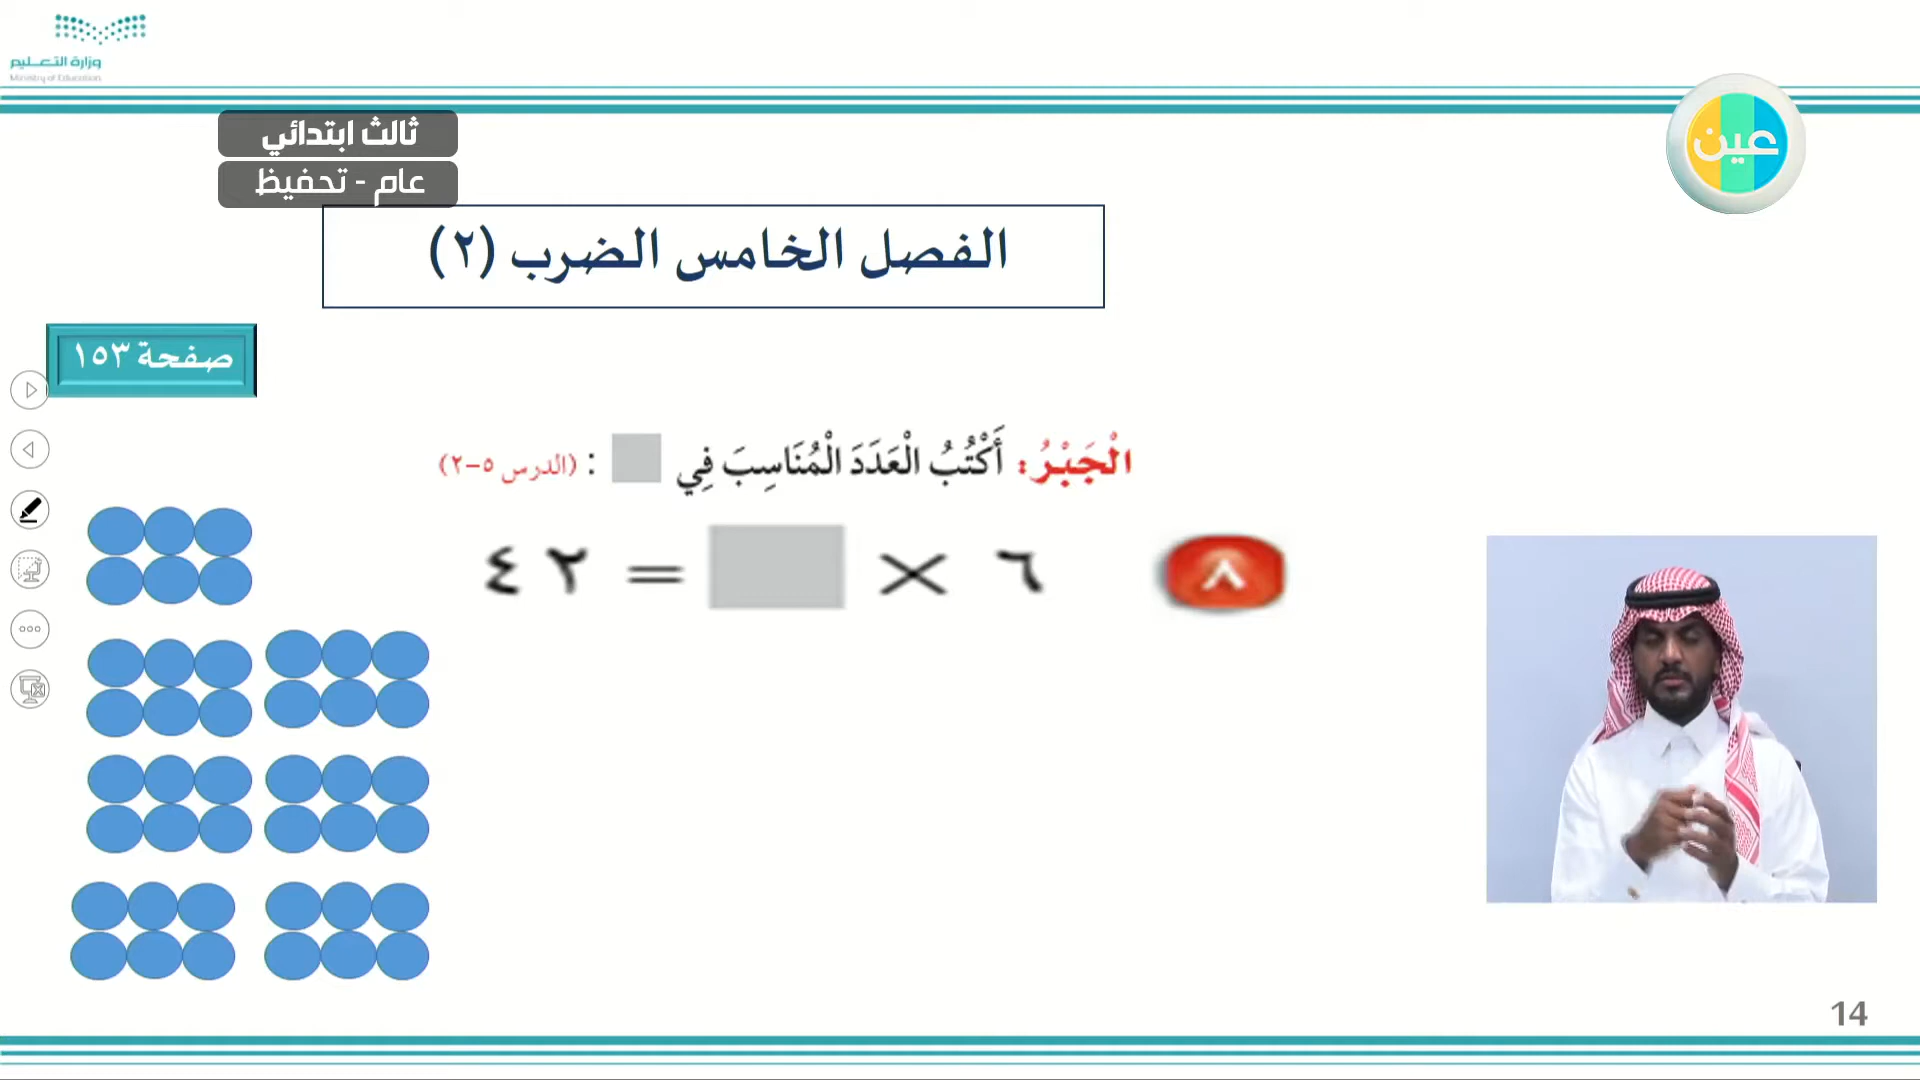 وزارة التعليم
Ministry of Education
عين
ثالث ابتدائي
عام - تحفيظ
الفصل الخامس الضرب (٢)
صفحة ١٥٣
الْجَبْرُ: أَكْتُبُ الْعَدَدَ الْمُنَاسِبَ فِي : (الدرس ٥-٢)
٨ ٦ × = ٤٢
14